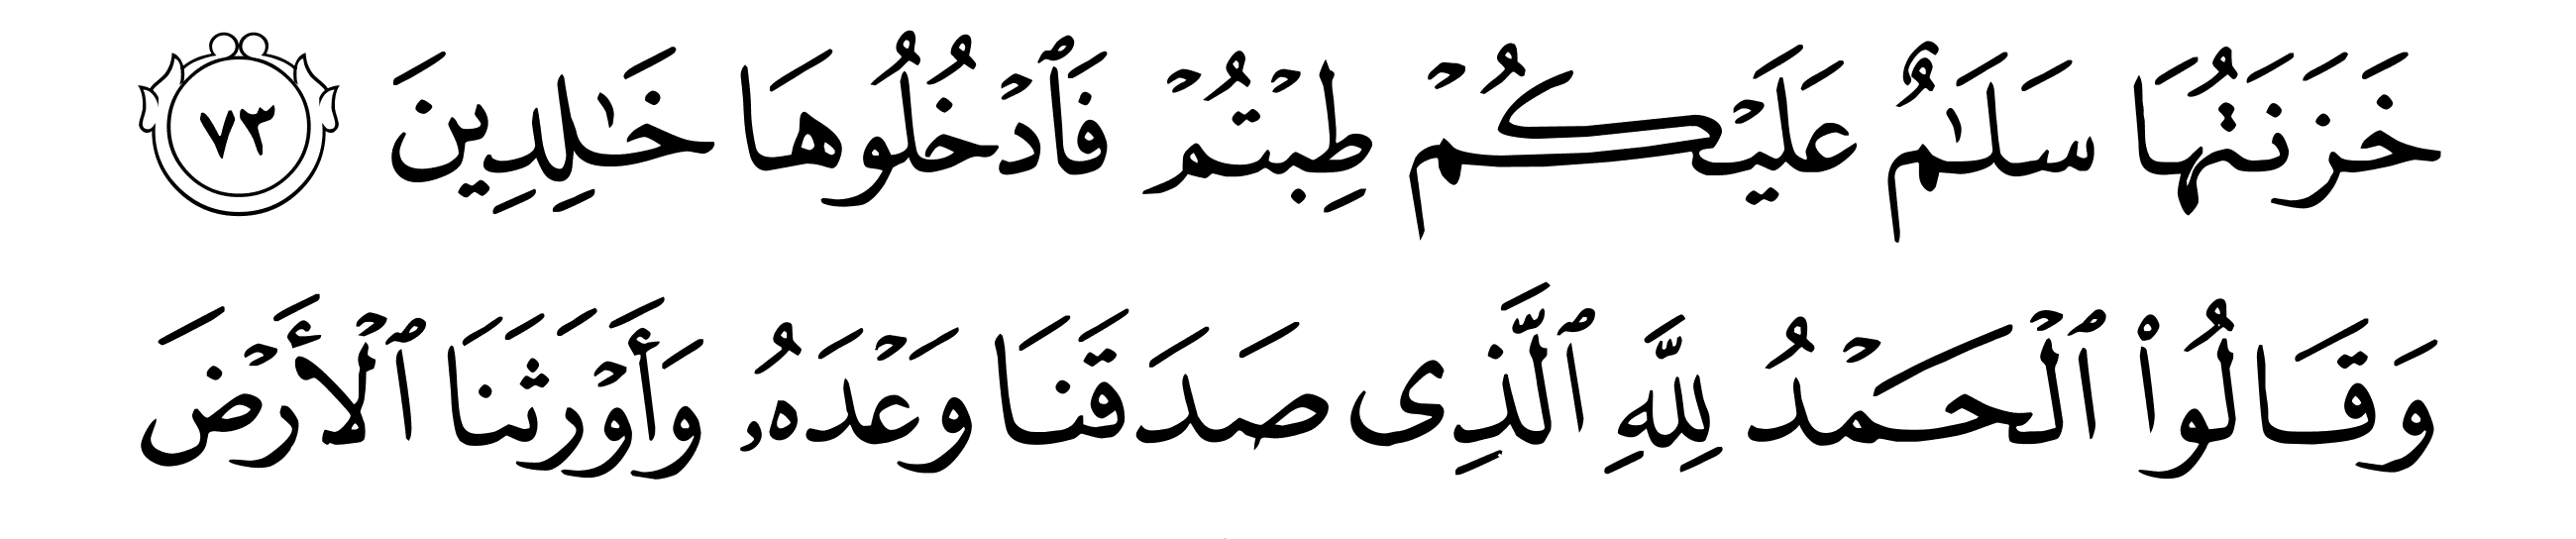 خَزَنَتُهَا سَلَـٰمٌ عَلَيْكُمْ طِبْتُمْ فَٱدْخُلُوهَا خَـٰلِدِينَ ٧٣
وَقَالُوا۟ ٱلْحَمْدُ لِلَّهِ ٱلَّذِى صَدَقَنَا وَعْدَهُۥ وَأَوْرَثَنَا ٱلْأَرْضَ